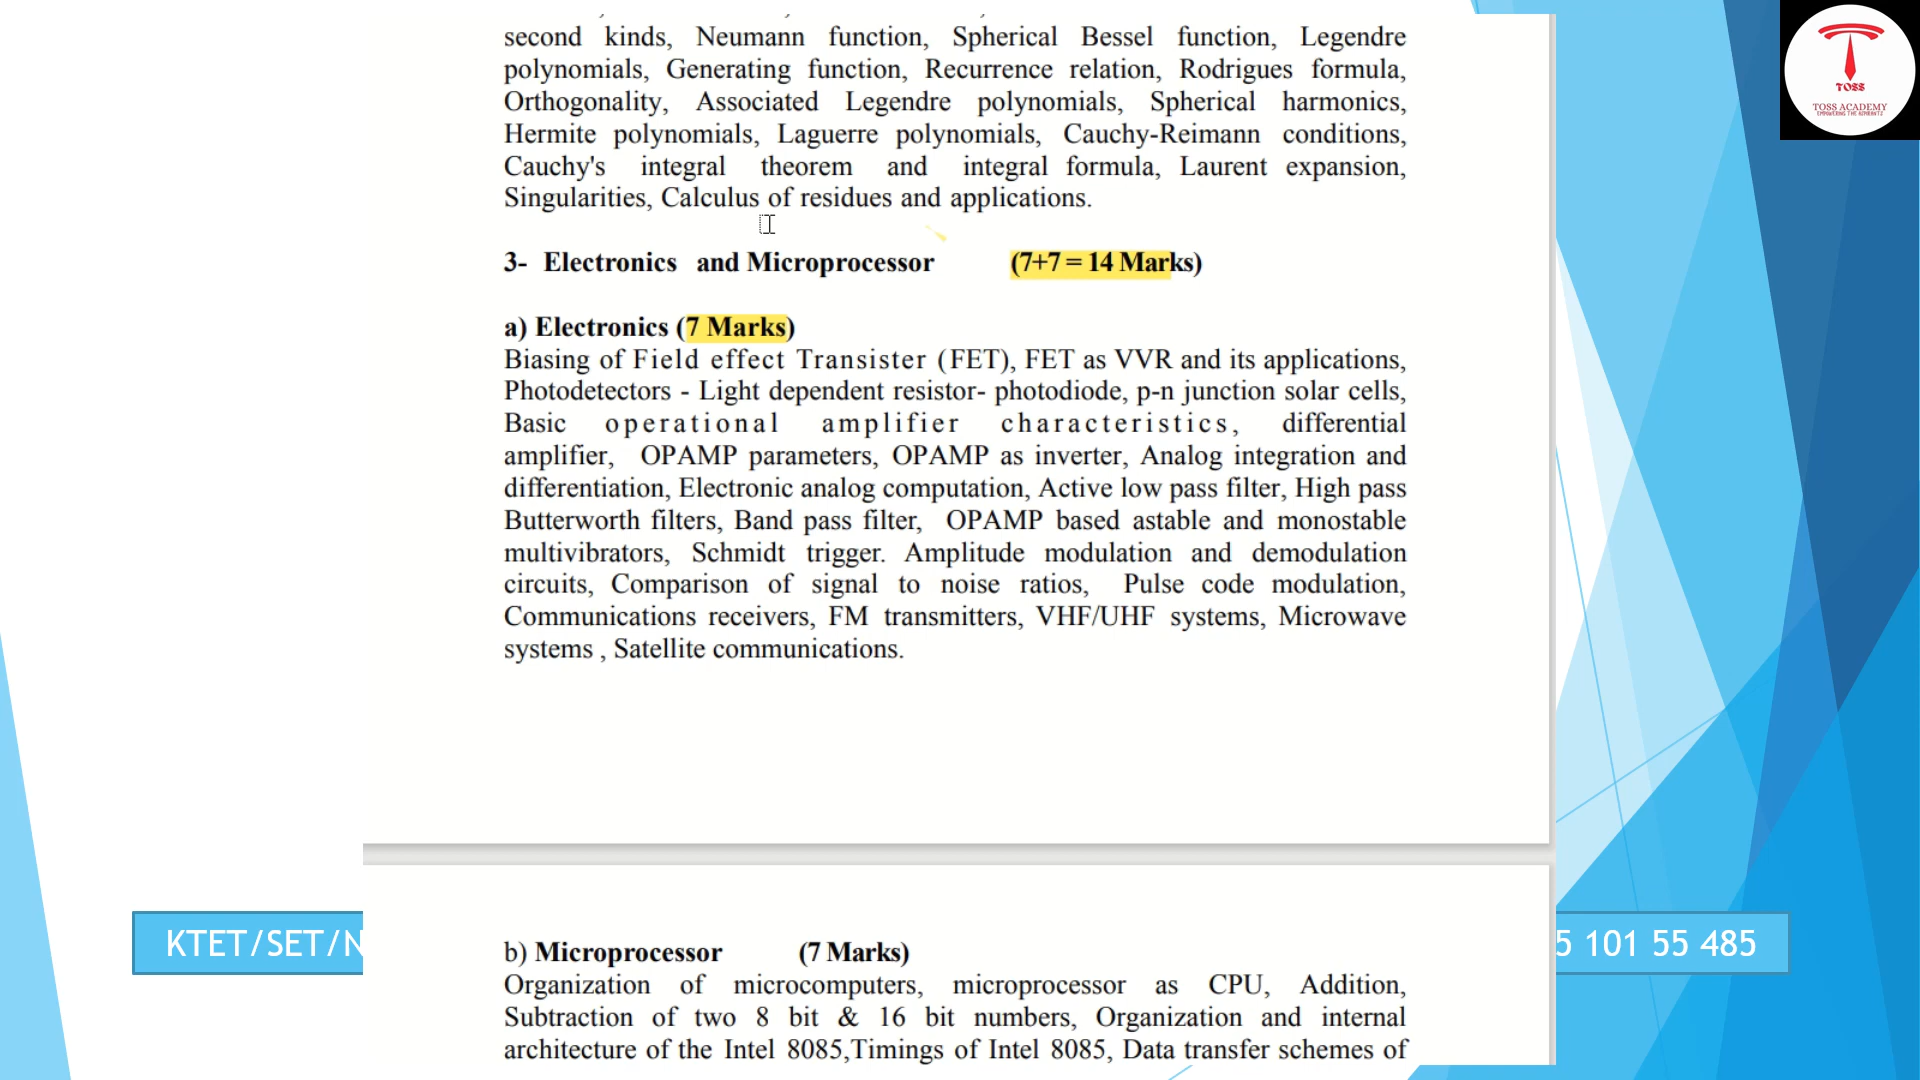 second kinds, Neumann function, Spherical Bessel function, Legendre
polynomials, Generating function, Recurrence relation, Rodrigues formula,
Orthogonality, Associated Legendre polynomials, Spherical harmonics,
Hermite polynomials, Laguerre polynomials, Cauchy-Reimann conditions,
Cauchy's integral theorem and integral formula, Laurent expansion,
Singularities, Calculus of residues and applications.
3- Electronics and Microprocessor (7+7 = 14 Marks)
a) Electronics (7 Marks)
Biasing of Field effect Transister (FET), FET as VVR and its applications,
Photodetectors - Light dependent resistor- photodiode, p-n junction solar cells,
Basic operational amplifier characteristics, differential
amplifier, OPAMP parameters, OPAMP as inverter, Analog integration and
differentiation, Electronic analog computation, Active low pass filter, High pass
Butterworth filters, Band pass filter, OPAMP based astable and monostable
multivibrators, Schmidt trigger. Amplitude modulation and demodulation
circuits, Comparison of signal to noise ratios, Pulse code modulation,
Communications receivers, FM transmitters, VHF/UHF systems, Microwave
systems , Satellite communications.
b) Microprocessor (7 Marks)
Organization of microcomputers, microprocessor as CPU, Addition,
Subtraction of two 8 bit & 16 bit numbers, Organization and internal
architecture of the Intel 8085,Timings of Intel 8085, Data transfer schemes of
KTET/SET/N
5 101 55 485
TOSS
TOSS ACADEMY